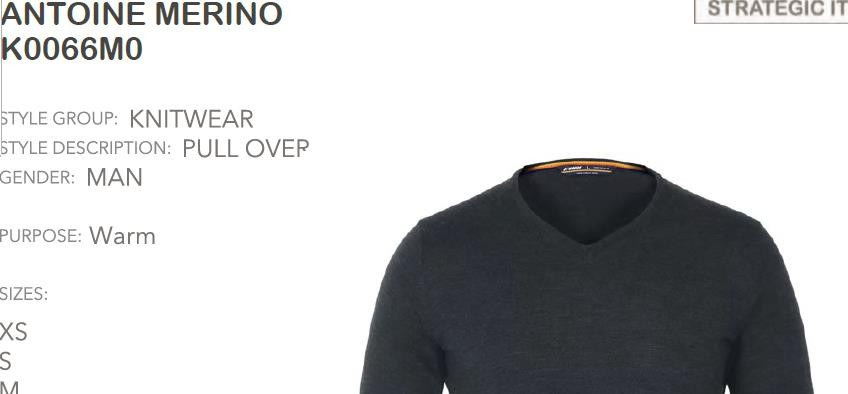 ANTOINE MERINO
STRATEGIC IT
K0066M0
STYLE GROUP: KNITWEAR
STYLE DESCRIPTION: PULL OVER
GENDER: MAN
PURPOSE: Warm
SIZES:
XS
S
M